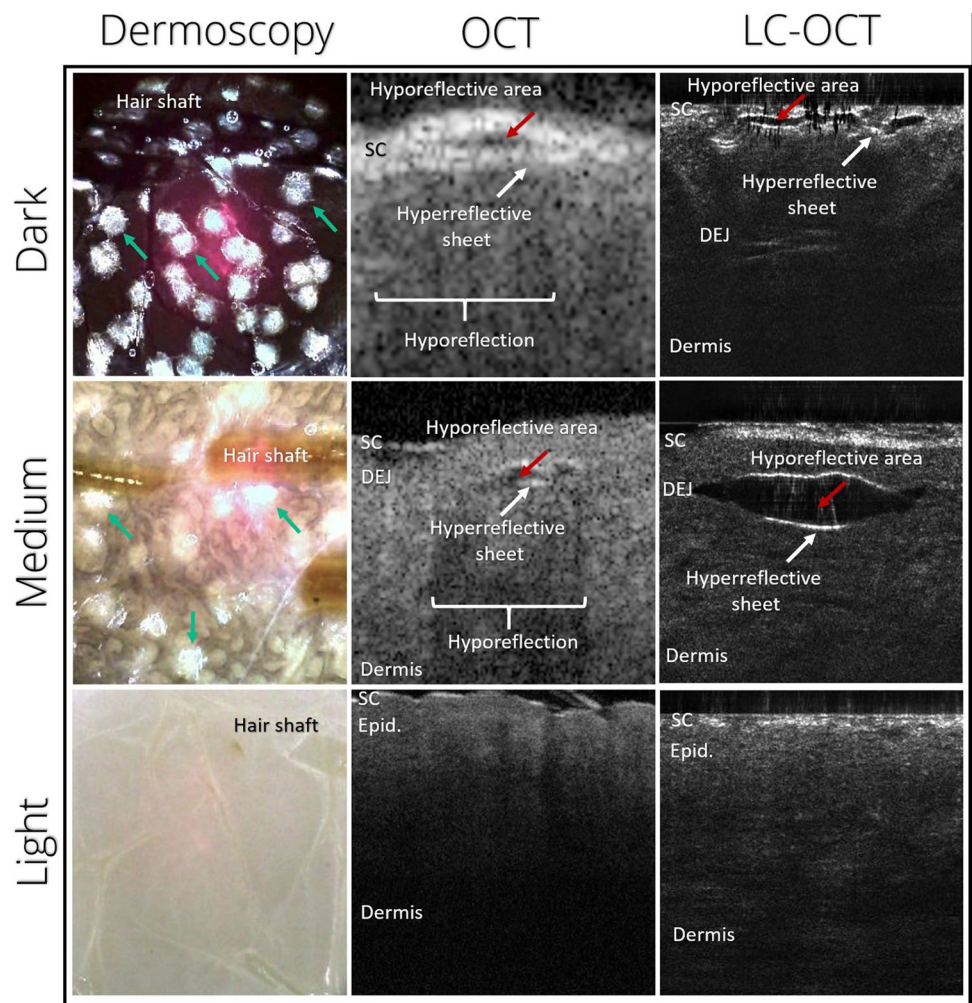 Dermoscopy
OCT
LC-OCT
Dark
Hair shaft
Hyporeflective area
SC
Hyperreflective
sheet
Hyporeflection
Hyporeflective area
SC
Hyperreflective
sheet
DEJ
Dermis
Medium
Hair shaft
Hyporeflective area
SC
DEJ
Hyperreflective
sheet
Hyporeflection
Dermis
SC
Hyporeflective area
DEJ
Hyperreflective
sheet
Dermis
Light
Hair shaft
SC
Epid.
Dermis
SC
Epid.
Dermis